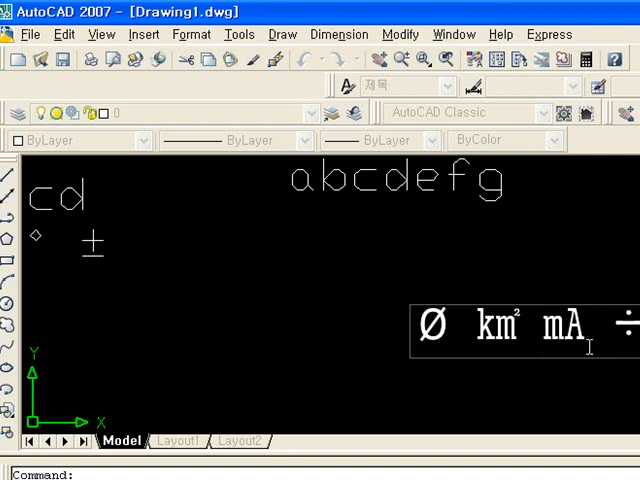 AutoCAD 2007 - [Drawing1.dwg]
File Edit View Insert Format Tools Draw Dimension Modify Window Help Express
제목
0 AutoCAD Classic
ByLayer ByLayer ByLayer ByColor
abcdefg
cd
° ±
Ø km² mA ÷
Y
X
Model Layout1 Layout2
Command: